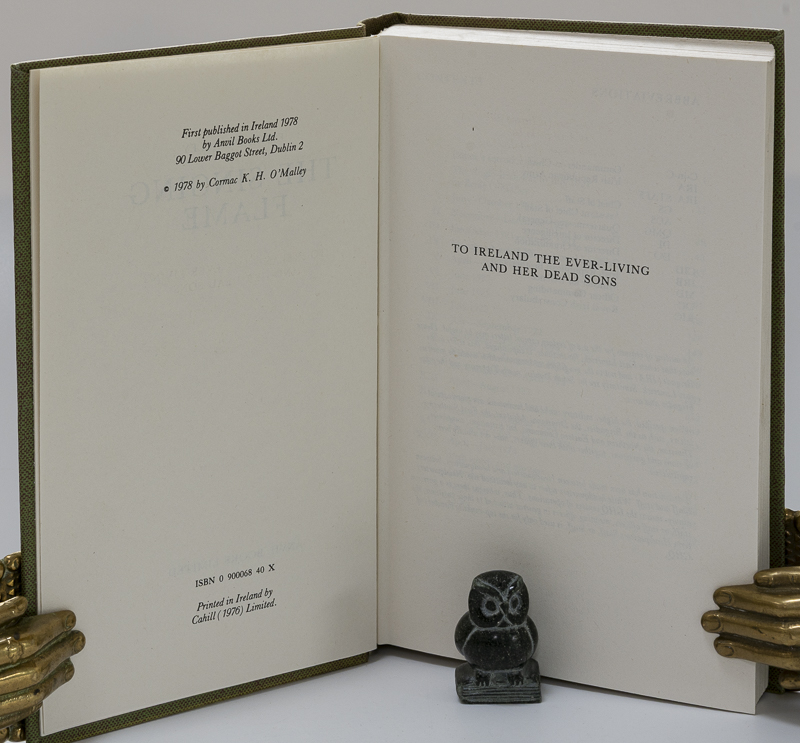 First published in Ireland 1978
by Anvil Books Ltd.
90 Lower Baggot Street, Dublin 2
© 1978 by Cormac K. H. O'Malley
ISBN 0 900068 40 X
Printed in Ireland by
Cahill (1976) Limited.
TO IRELAND THE EVER-LIVING
AND HER DEAD SONS